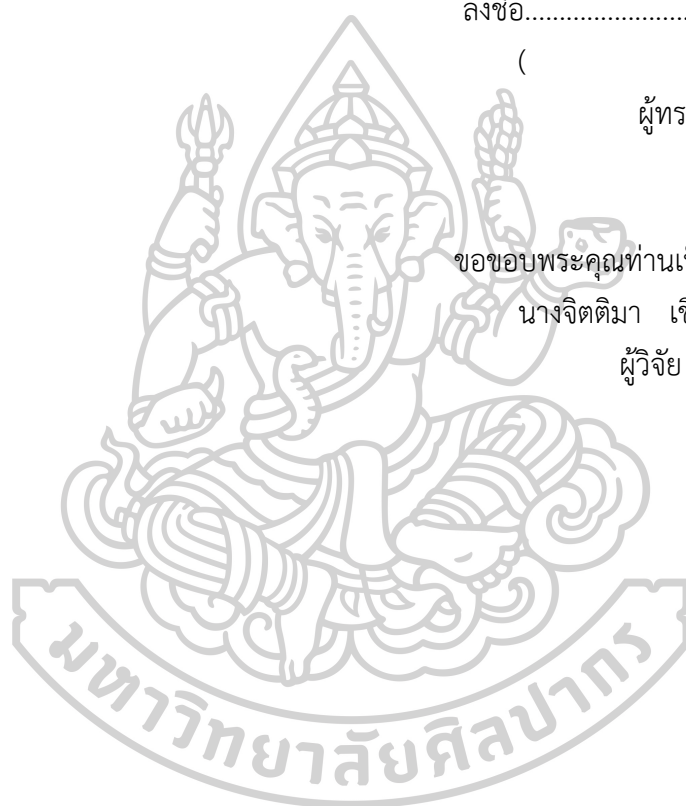 ลงชื่อ........................
(
ผู้ทร
ขอขอบพระคุณท่านเ
นางจิตติมา เ
ผู้วิจัย
มหาวิทยาลัยศิลปากร